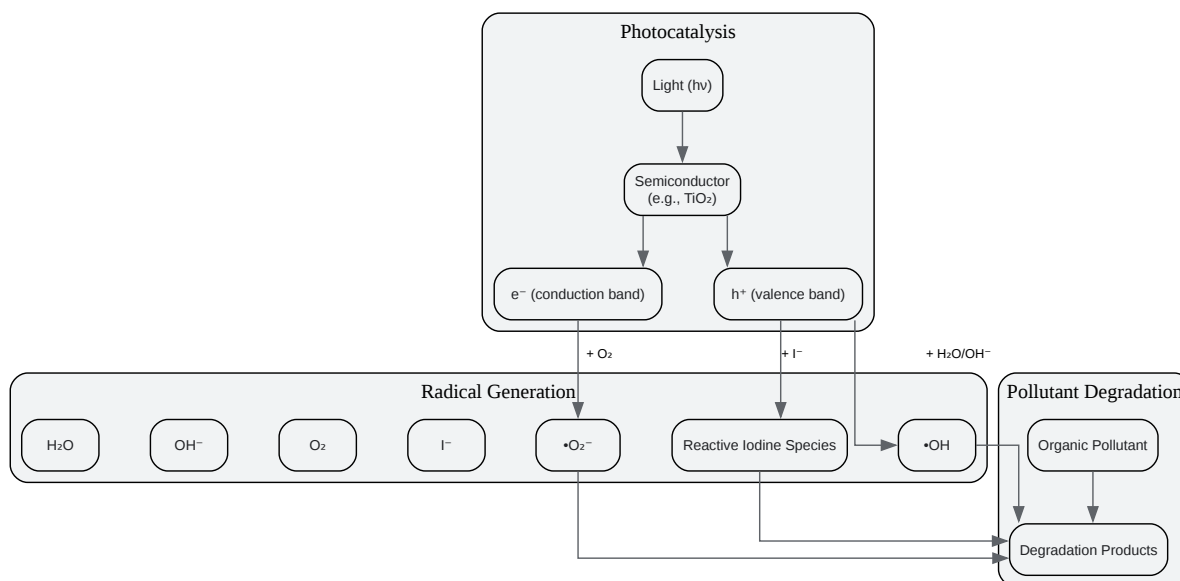 Photocatalysis
Light (hν)
Semiconductor
(e.g., TiO₂)
e⁻ (conduction band)
h⁺ (valence band)
+ O₂
+ I⁻
+ H₂O/OH⁻
Radical Generation
Pollutant Degradation
H₂O
OH⁻
O₂
I⁻
•O₂⁻
Reactive Iodine Species
•OH
Organic Pollutant
Degradation Products